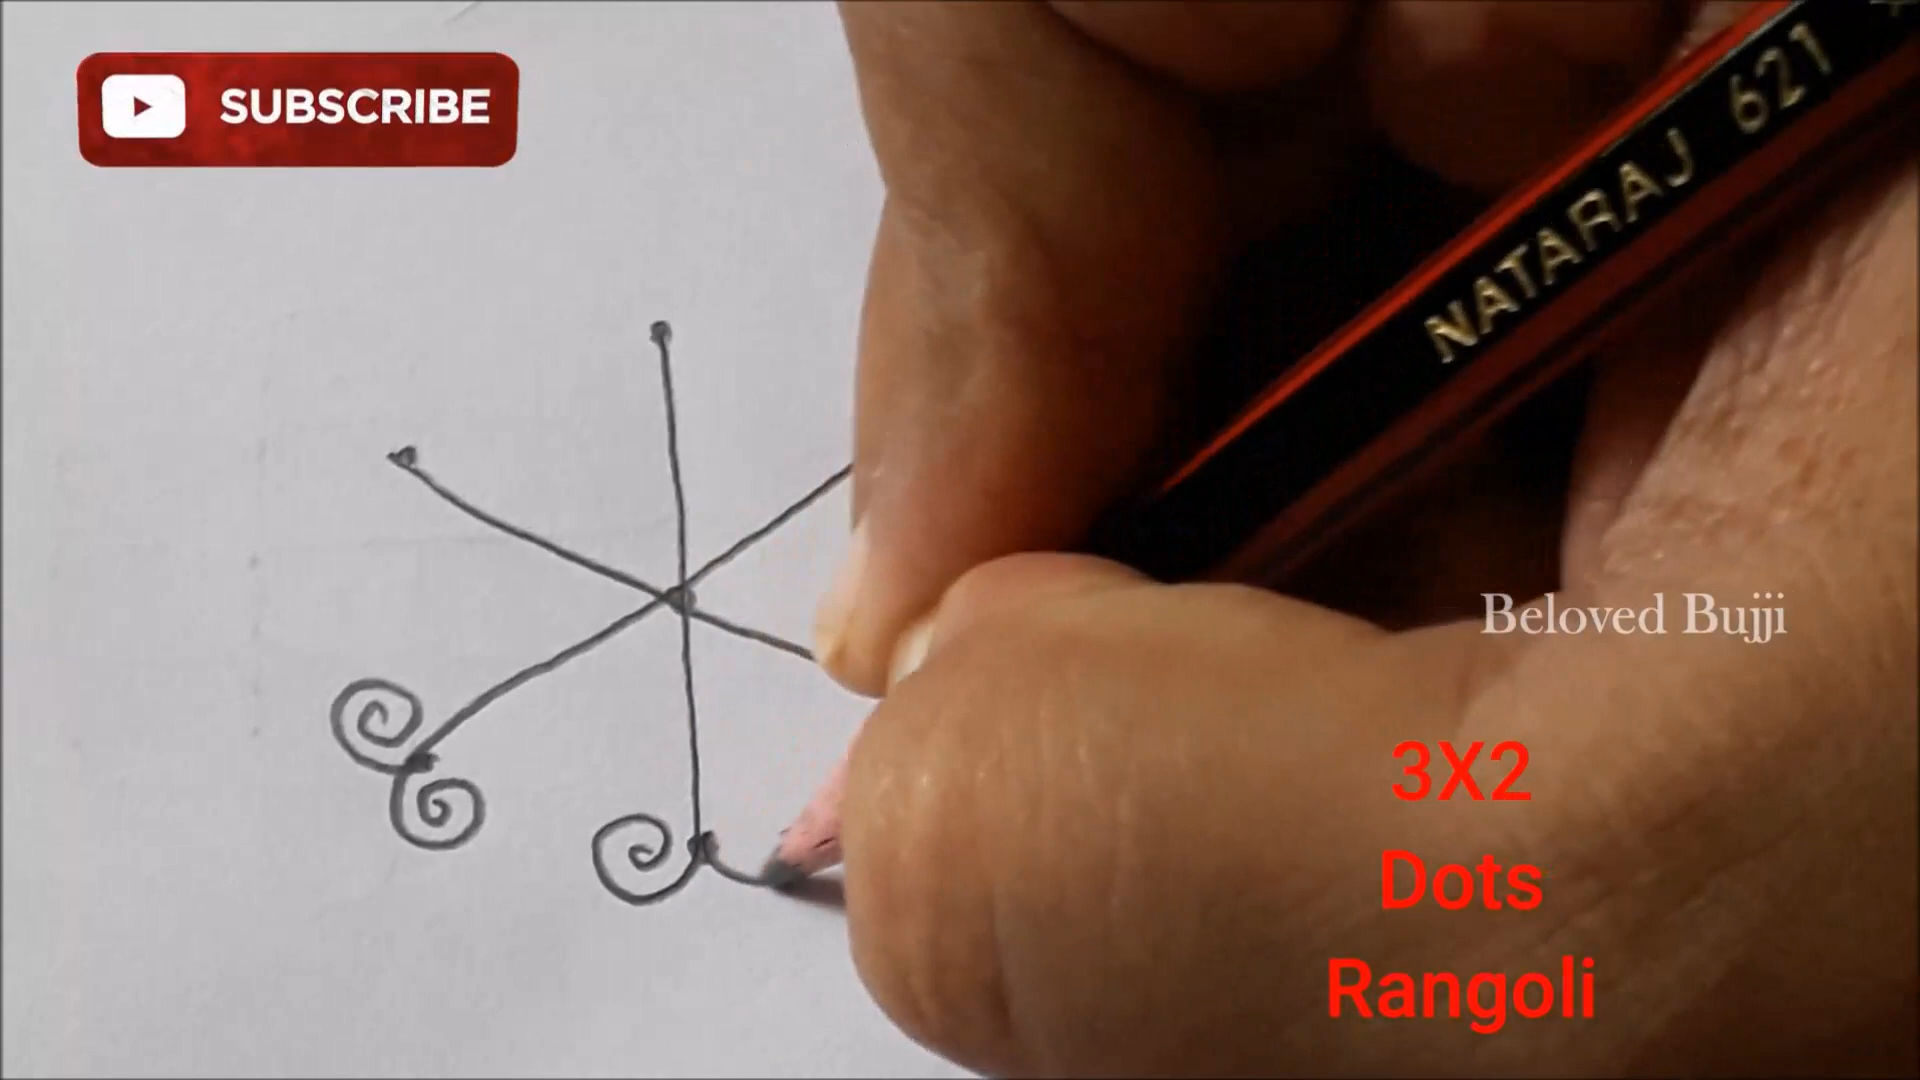 SUBSCRIBE
NATARAJ 621
Beloved Bujji
3X2
Dots
Rangoli